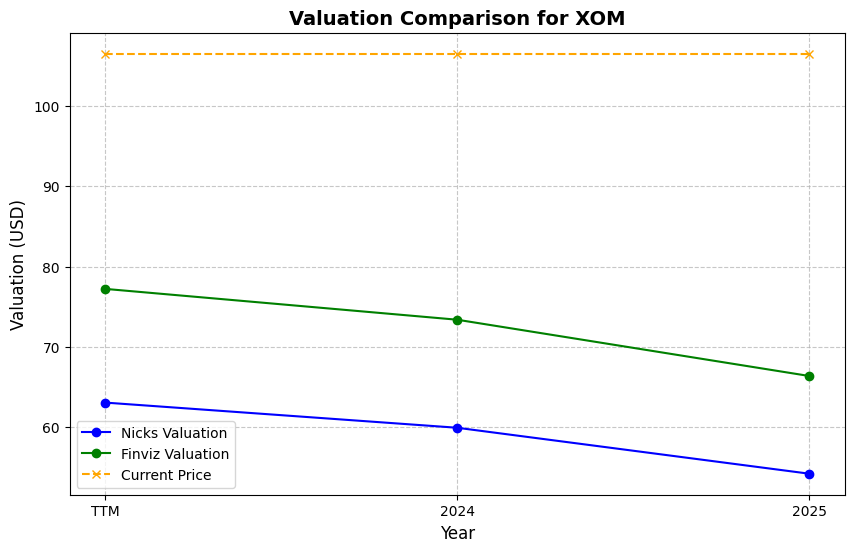 Valuation Comparison for XOM
Valuation (USD)
100
90
80
70
60
Nicks Valuation
Finviz Valuation
Current Price
TTM 2024 2025
Year